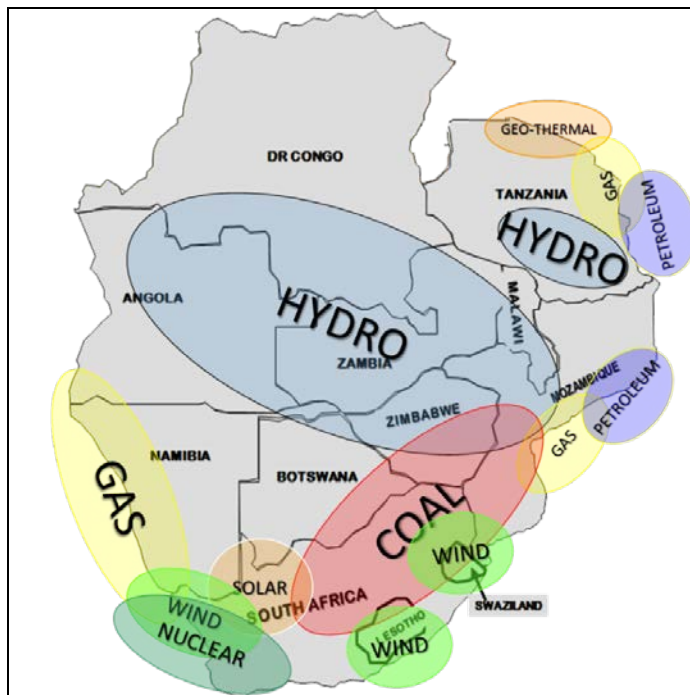 GEO-THERMAL
DR CONGO
GAS
TANZANIA
PETROLEUM
HYDRO
ANGOLA
HYDRO
MALAWI
ZAMBIA
MOZAMBIQUE
PETROLEUM
ZIMBABWE
GAS
NAMIBIA
BOTSWANA
GAS
COAL
WIND
SOLAR
WIND
SOUTH AFRICA
SWAZILAND
NUCLEAR
LESOTHO
WIND